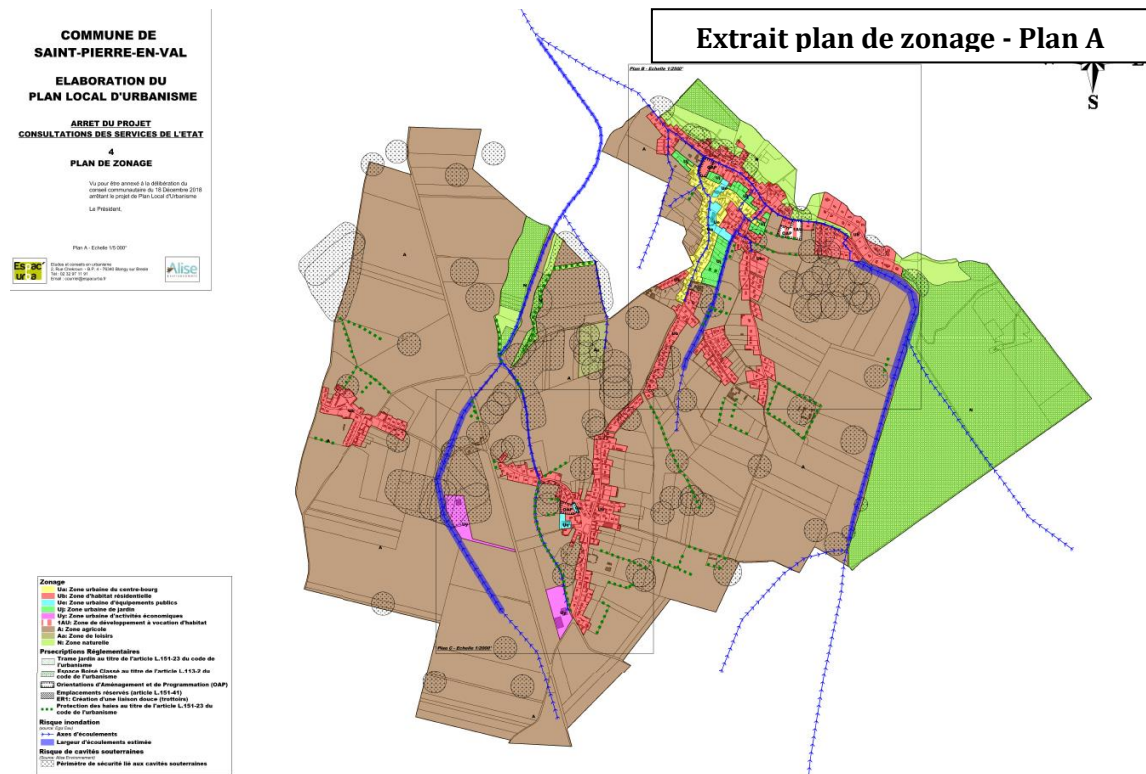 COMMUNE DE
SAINT-PIERRE-EN-VAL
ELABORATION DU
PLAN LOCAL D'URBANISME
ARRET DU PROJET
CONSULTATIONS DES SERVICES DE L'ETAT
4
PLAN DE ZONAGE
Vu pour être annexé à la délibération du
conseil communautaire du 18 Décembre 2018
arrêtant le projet de Plan Local d'Urbanisme
Le Président,
Plan A - Echelle 1/5 000°
Etudes et conseils en urbanisme
Alise
Extrait plan de zonage - Plan A
S
Plan B - Echelle 1/2000°
Plan C - Echelle 1/2000°
Zonage
Ua: Zone urbaine du centre-bourg
Ub: Zone d'habitat résidentielle
Ue: Zone urbaine d'équipements publics
Uj: Zone urbaine de jardin
Uy: Zone urbaine d'activités économiques
1AU: Zone de développement à vocation d'habitat
A: Zone agricole
Aa: Zone de loisirs
N: Zone naturelle
Prescriptions Réglementaires
Trame jardin au titre de l'article L.151-23 du code de
l'urbanisme
Espace Boisé Classé au titre de l'article L.113-2 du
code de l'urbanisme
Orientations d'Aménagement et de Programmation (OAP)
Emplacements réservés (article L.151-41)
ER1: Création d'une liaison douce (trottoirs)
Protection des haies au titre de l'article L.151-23 du
code de l'urbanisme
Risque inondation
Axes d'écoulements
Largeur d'écoulements estimée
Risque de cavités souterraines
Périmètre de sécurité lié aux cavités souterraines